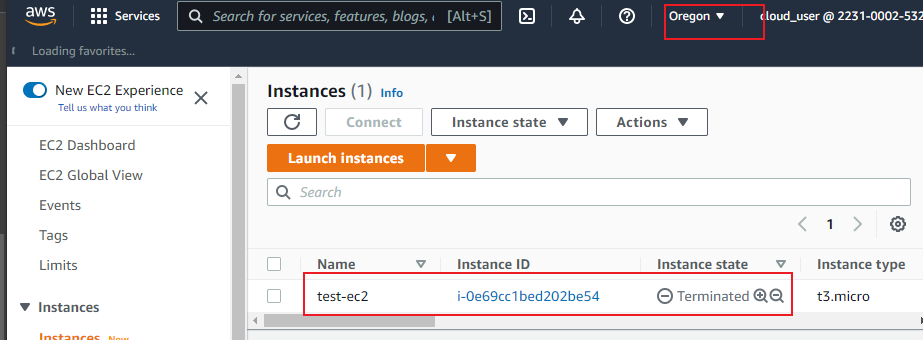 aws
Services
Search for services, features, blogs, [Alt+S]
Oregon ▼
cloud_user @ 2231-0002-532
Loading favorites...
New EC2 Experience
Tell us what you think
EC2 Dashboard
EC2 Global View
Events
Tags
Limits
Instances
Instances New
Instances (1) Info
Connect
Instance state ▼
Actions ▼
Launch instances ▼
Search
1
Name Instance ID Instance state Instance type
test-ec2 i-0e69cc1bed202be54 Terminated t3.micro